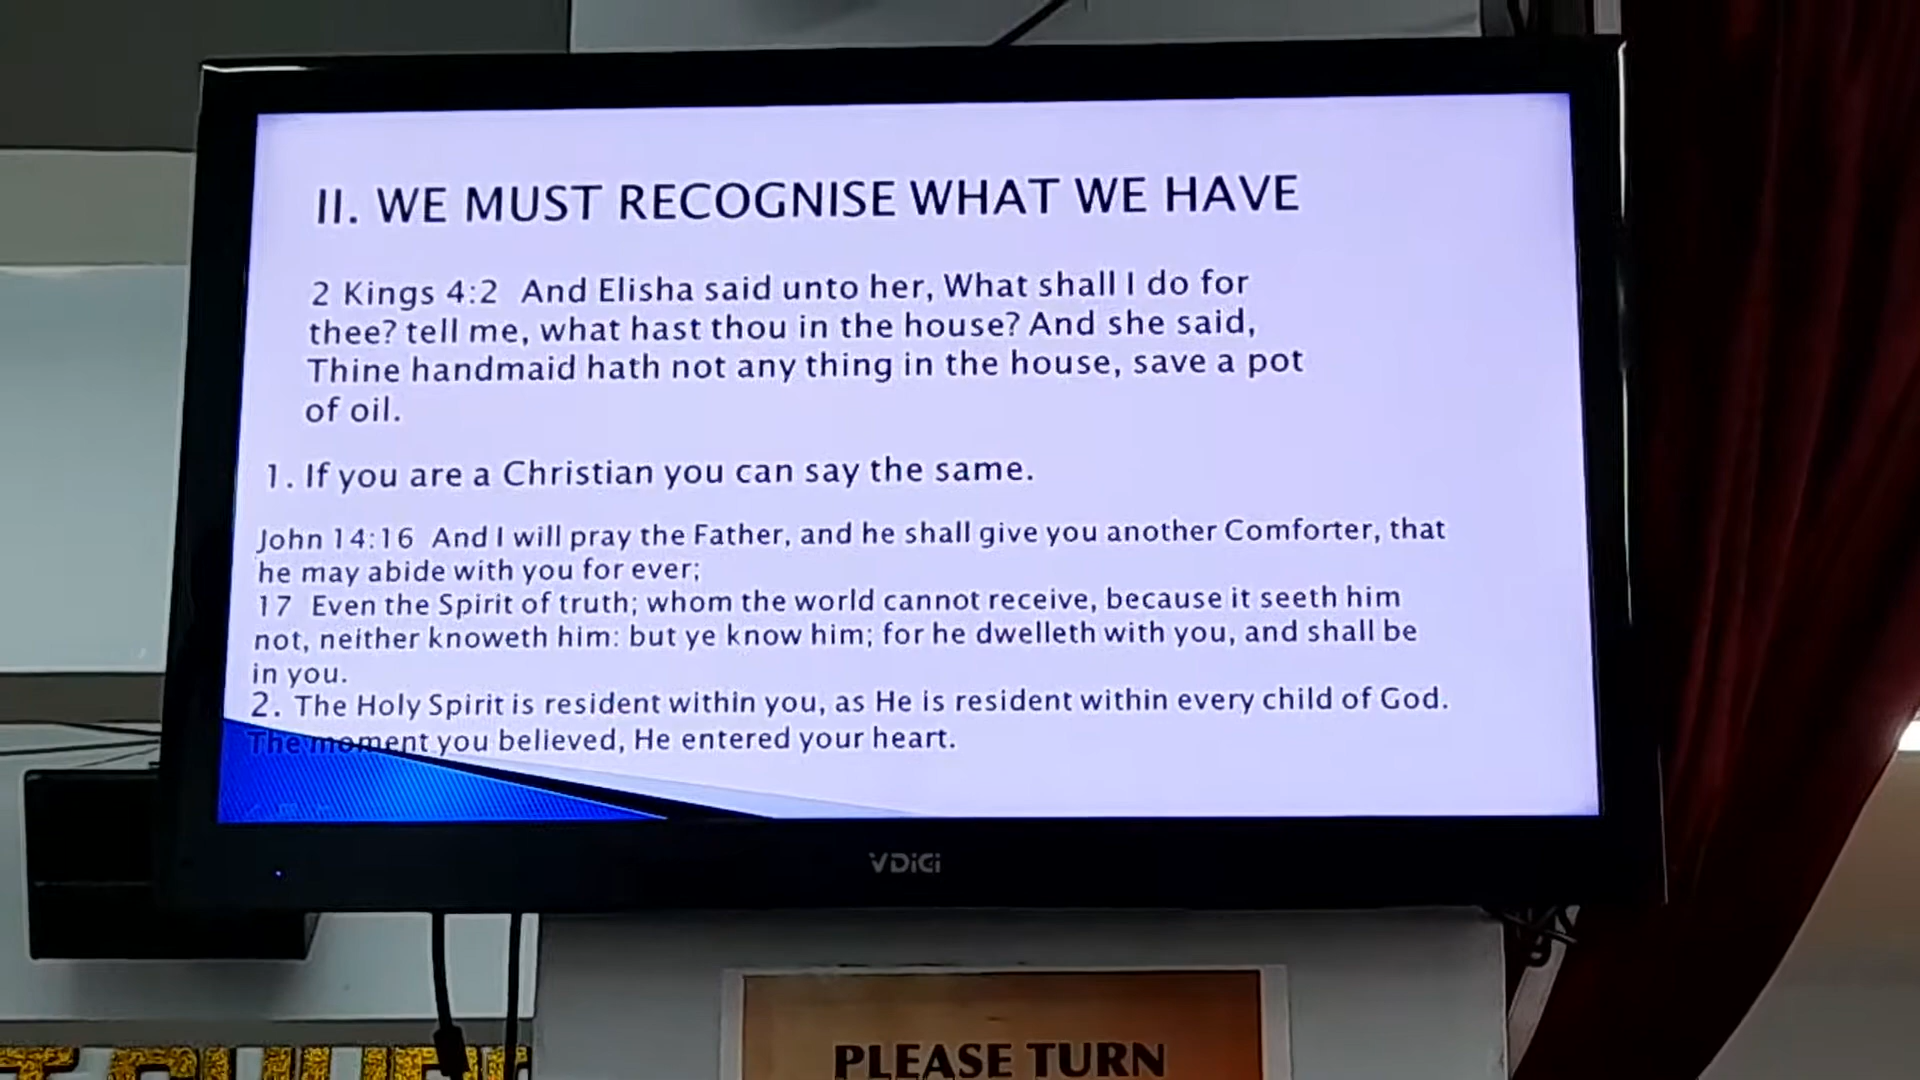 II. WE MUST RECOGNISE WHAT WE HAVE
2 Kings 4:2 And Elisha said unto her, What shall I do for
thee? tell me, what hast thou in the house? And she said,
Thine handmaid hath not any thing in the house, save a pot
of oil.
1. If you are a Christian you can say the same.
John 14:16 And I will pray the Father, and he shall give you another Comforter, that
he may abide with you for ever;
17 Even the Spirit of truth; whom the world cannot receive, because it seeth him
not, neither knoweth him: but ye know him; for he dwelleth with you, and shall be
in you.
2. The Holy Spirit is resident within you, as He is resident within every child of God.
The moment you believed, He entered your heart.
VDiGi
PLEASE TURN